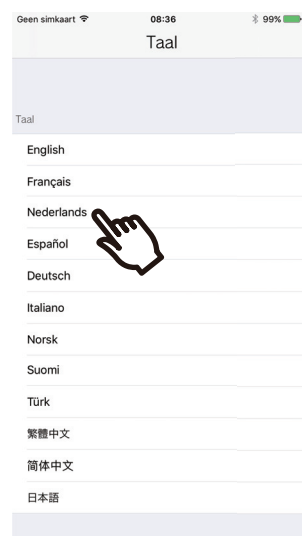 Geen simkaart 08:36 99%
Taal
Taal
English
Français
Nederlands
Español
Deutsch
Italiano
Norsk
Suomi
Türk
繁體中文
简体中文
日本語